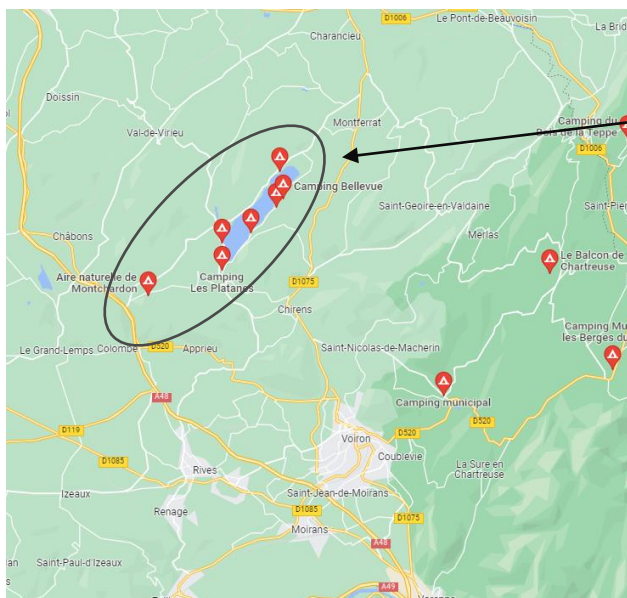 D1006
Le Pont-de-Beauvoisin
La Brid
Charancieu
Doissin
Montferrat
Camping du
Bois de la Teppe
Val-de-Virieu
D1006
Camping Bellevue
Saint-Geoire-en-Valdaine
Saint-Pier
Merlas
Châbons
Le Balcon de
Chartreuse
Aire naturelle de
Montchardon
Camping
Les Platanes
D1075
Chirens
Camping Mu
les Berges du
Le Grand-Lemps
Colombe
D520
Apprieu
Saint-Nicolas-de-Macherin
A48
Camping municipal
D520
D520
D119
Voiron
D1085
Coublevie
Rives
La Sure en
Chartreuse
Izeaux
Saint-Jean-de-Moirans
Renage
D1085
D1075
Moirans
A48
an
Saint-Paul-d'Izeaux
s
A49